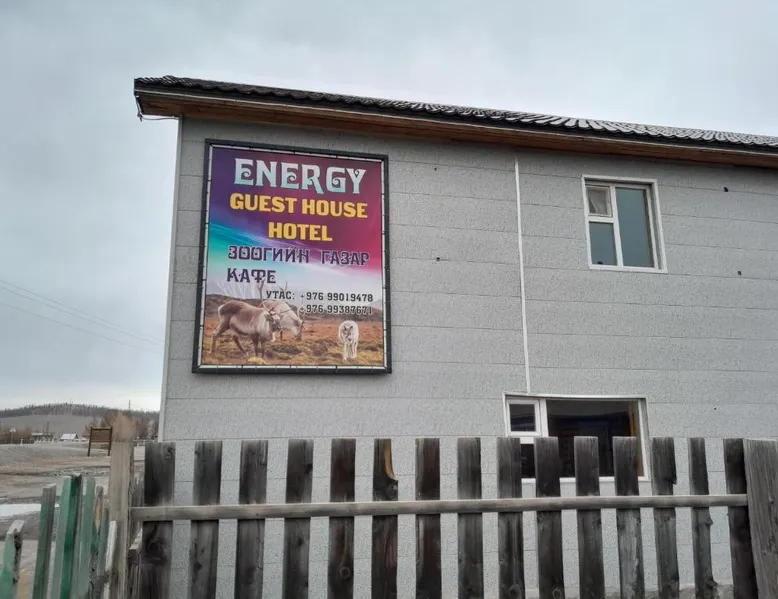 ENERGY
GUEST HOUSE
HOTEL
ЗООГИЙН ГАЗАР
КАФЕ
УТАС: +976 99019478
+976 99387671